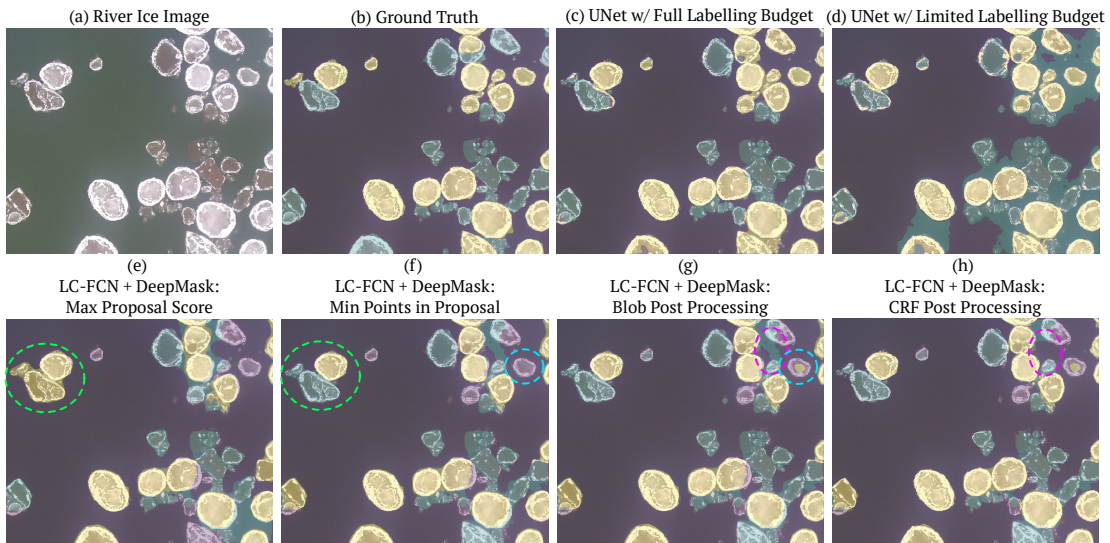 (a) River Ice Image
(b) Ground Truth
(c) UNet w/ Full Labelling Budget
(d) UNet w/ Limited Labelling Budget
(e)
LC-FCN + DeepMask:
Max Proposal Score
(f)
LC-FCN + DeepMask:
Min Points in Proposal
(g)
LC-FCN + DeepMask:
Blob Post Processing
(h)
LC-FCN + DeepMask:
CRF Post Processing